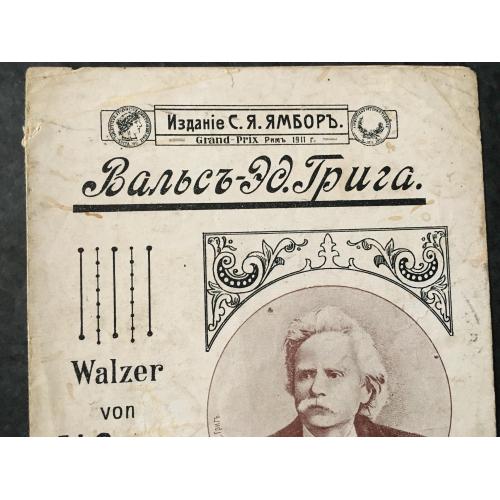 Изданіе С. Я. ЯМБОРЪ.
Grand-Prix Римъ 1911 г.
Вальсъ-Эд. Грига.
Walzer
von